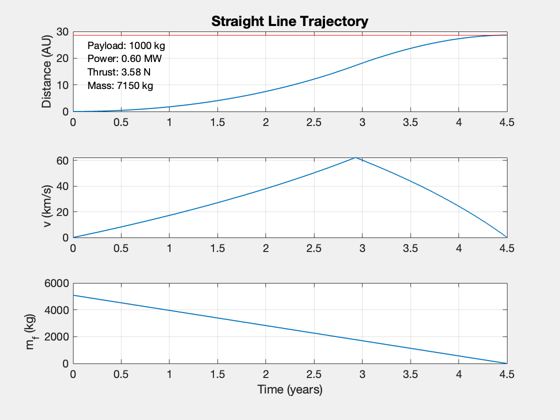 Straight Line Trajectory
Distance (AU)
30
20
10
0
Payload: 1000 kg
Power: 0.60 MW
Thrust: 3.58 N
Mass: 7150 kg
0 0.5 1 1.5 2 2.5 3 3.5 4 4.5
v (km/s)
60
40
20
0
0 0.5 1 1.5 2 2.5 3 3.5 4 4.5
m_f (kg)
6000
4000
2000
0
0 0.5 1 1.5 2 2.5 3 3.5 4 4.5
Time (years)